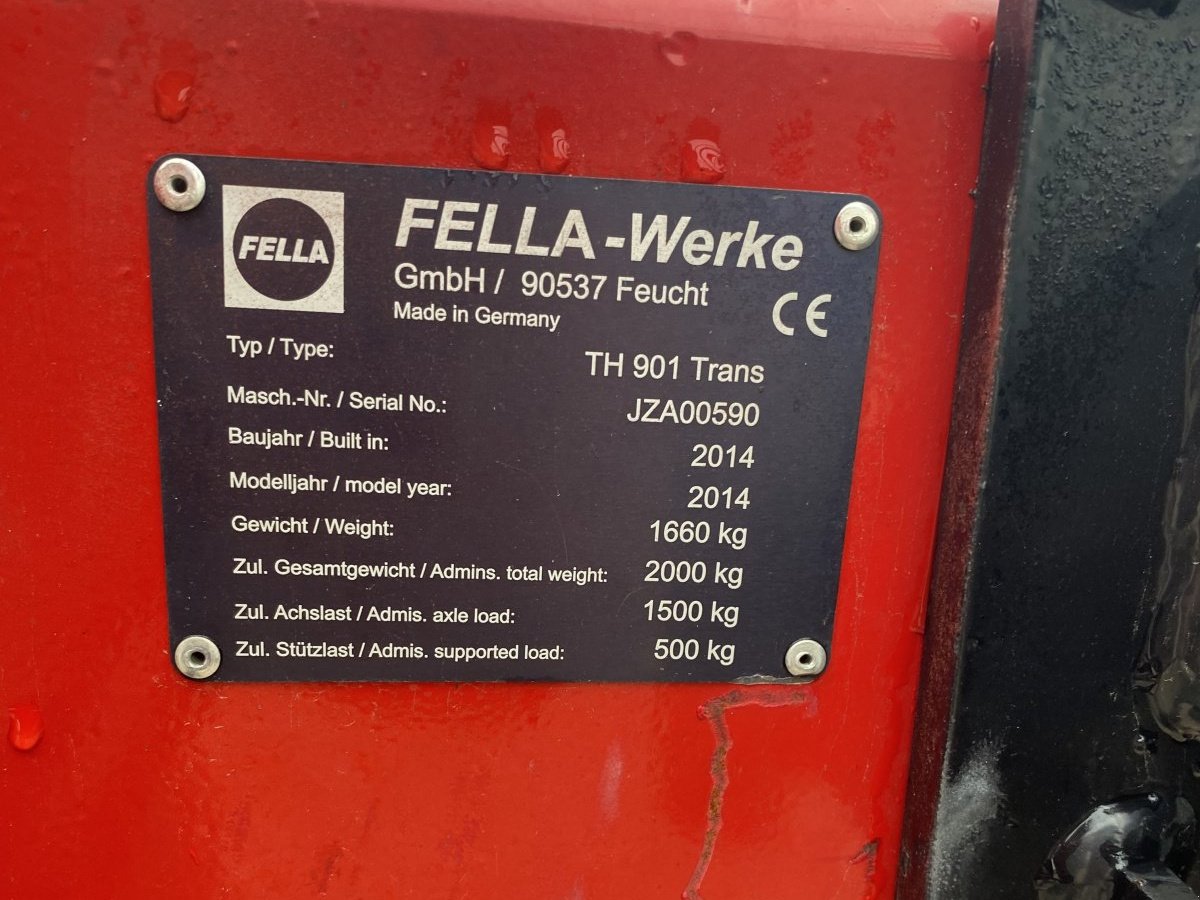 FELLA
FELLA-Werke
GmbH / 90537 Feucht
Made in Germany
CE
Typ / Type: TH 901 Trans
Masch.-Nr. / Serial No.: JZA00590
Baujahr / Built in: 2014
Modelljahr / model year: 2014
Gewicht / Weight: 1660 kg
Zul. Gesamtgewicht / Admins. total weight: 2000 kg
Zul. Achslast / Admis. axle load: 1500 kg
Zul. Stützlast / Admis. supported load: 500 kg